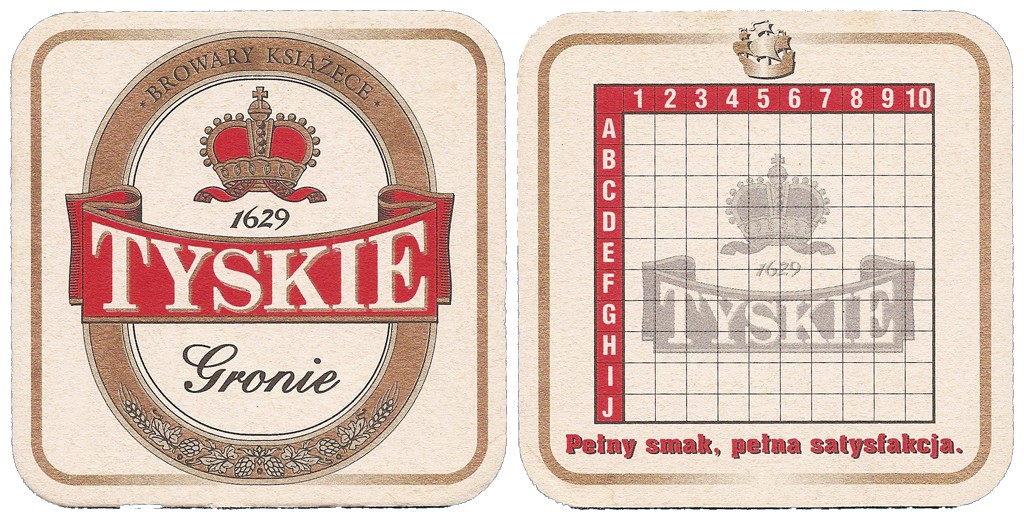 BROWARY KSIĄŻĘCE
1629
TYSKIE
Gronie
1 2 3 4 5 6 7 8 9 10
A
B
C
D
E
F
G
H
I
J
1629
TYSKIE
Pełny smak, pełna satysfakcja.